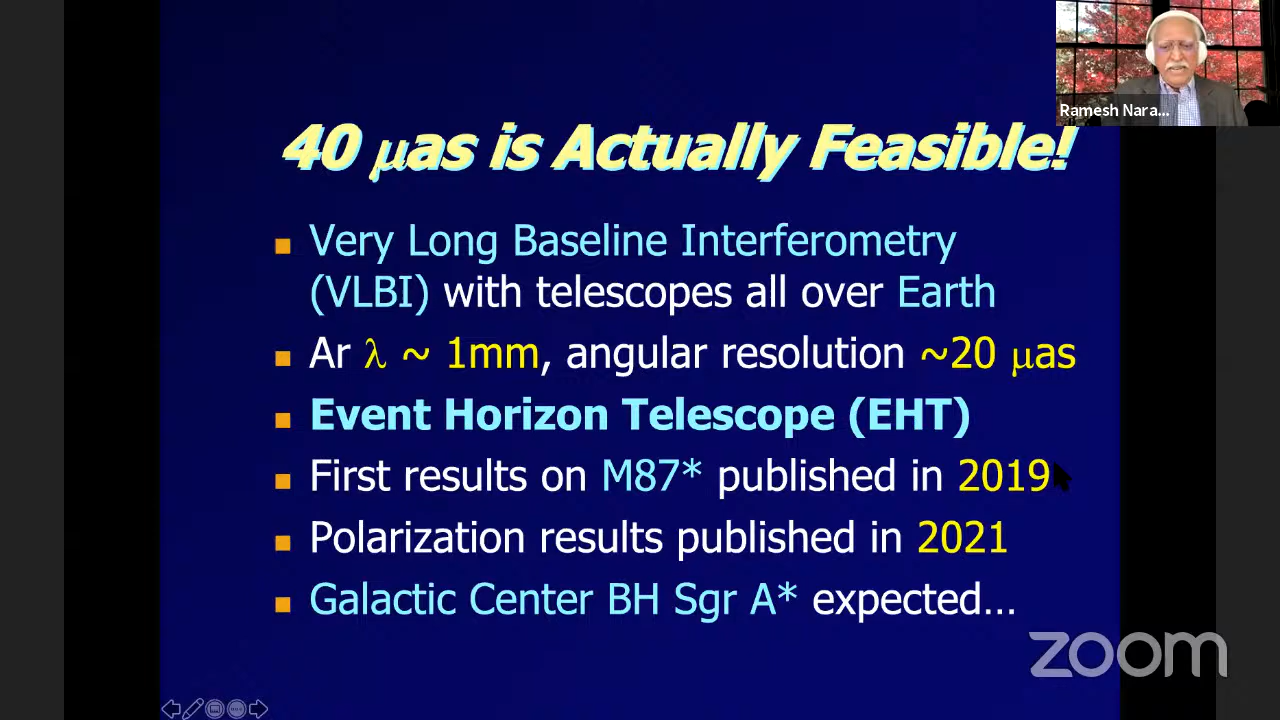 Ramesh Nara...
40 μas is Actually Feasible!
Very Long Baseline Interferometry
(VLBI) with telescopes all over Earth
Ar λ ~ 1mm, angular resolution ~20 μas
Event Horizon Telescope (EHT)
First results on M87* published in 2019
Polarization results published in 2021
Galactic Center BH Sgr A* expected…
zoom